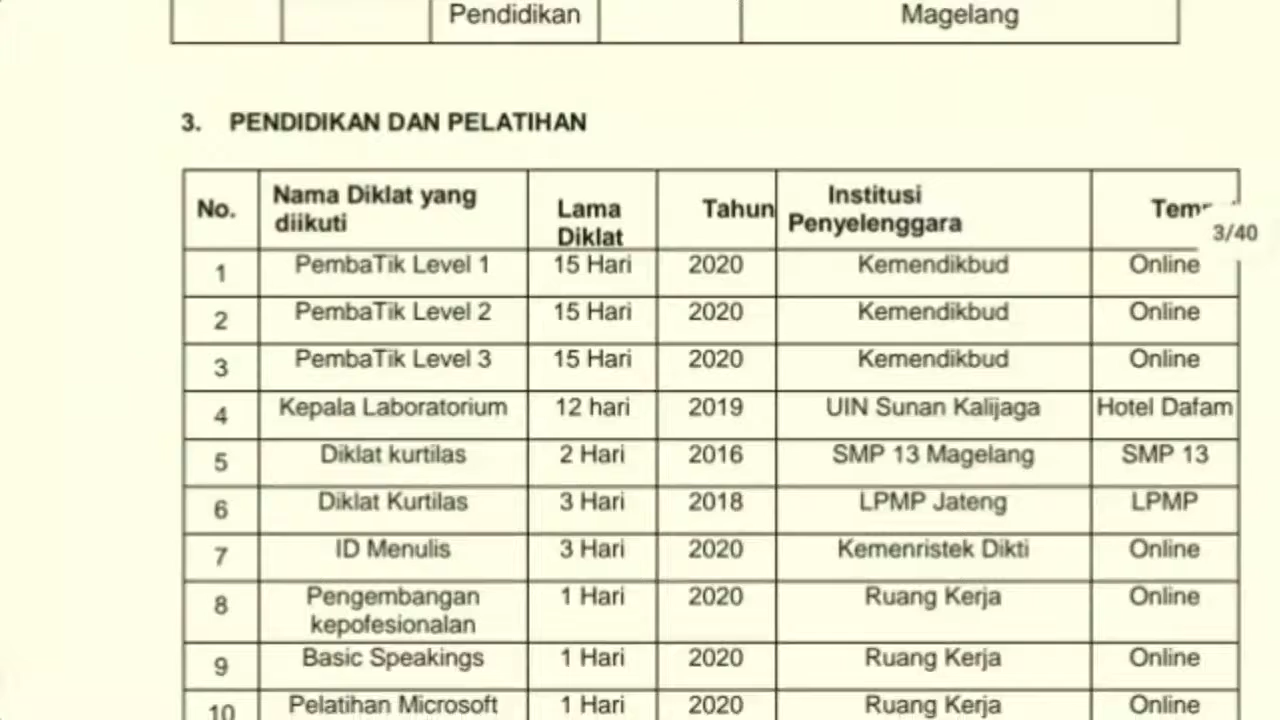 Pendidikan Magelang
3. PENDIDIKAN DAN PELATIHAN
No. Nama Diklat yang diikuti Lama Diklat Tahun Institusi Penyelenggara
3/40
1 PembaTik Level 1 15 Hari 2020 Kemendikbud Online
2 PembaTik Level 2 15 Hari 2020 Kemendikbud Online
3 PembaTik Level 3 15 Hari 2020 Kemendikbud Online
4 Kepala Laboratorium 12 hari 2019 UIN Sunan Kalijaga Hotel Dafam
5 Diklat kurtilas 2 Hari 2016 SMP 13 Magelang SMP 13
6 Diklat Kurtilas 3 Hari 2018 LPMP Jateng LPMP
7 ID Menulis 3 Hari 2020 Kemenristek Dikti Online
8 Pengembangan kepofesionalan 1 Hari 2020 Ruang Kerja Online
9 Basic Speakings 1 Hari 2020 Ruang Kerja Online
10 Pelatihan Microsoft 1 Hari 2020 Ruang Kerja Online